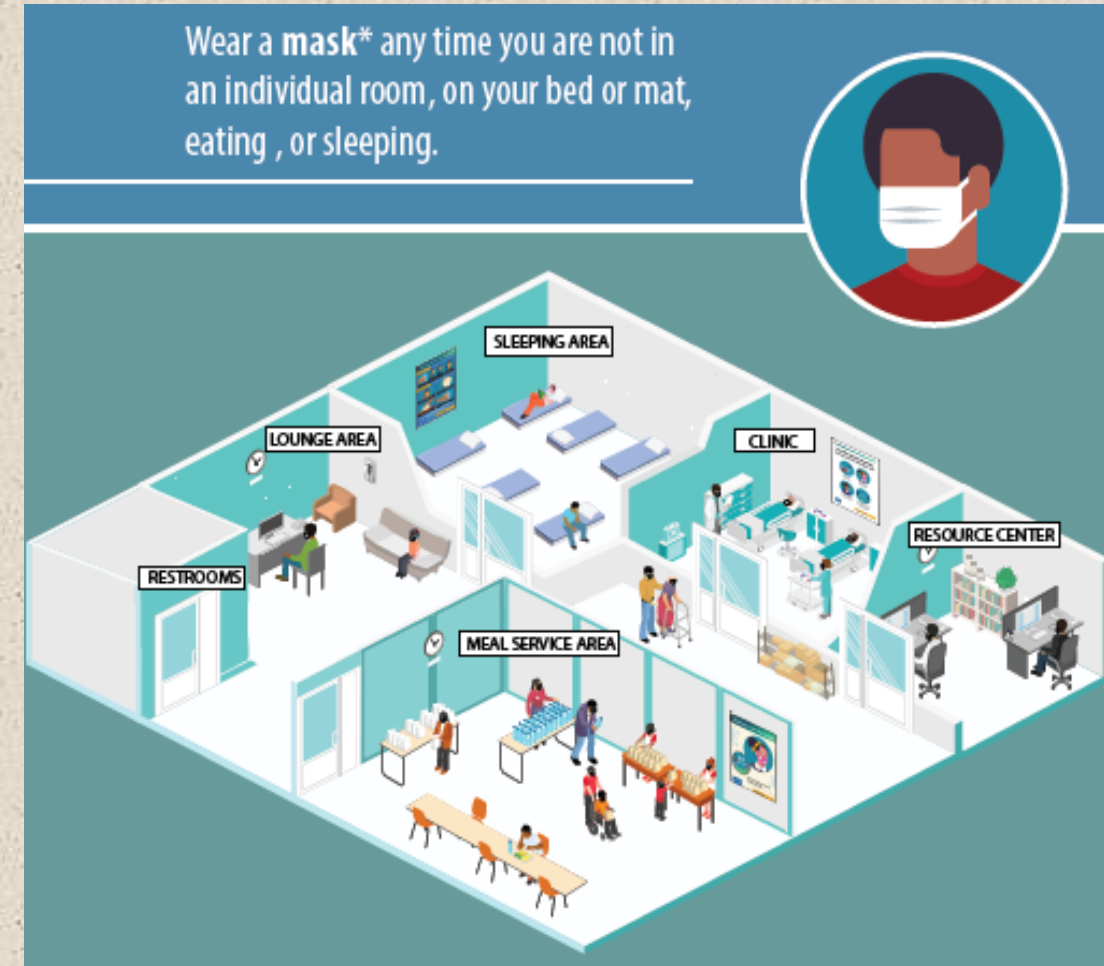 Wear a mask* any time you are not in
an individual room, on your bed or mat,
eating , or sleeping.
SLEEPING AREA
LOUNGE AREA
CLINIC
RESOURCE CENTER
RESTROOMS
MEAL SERVICE AREA